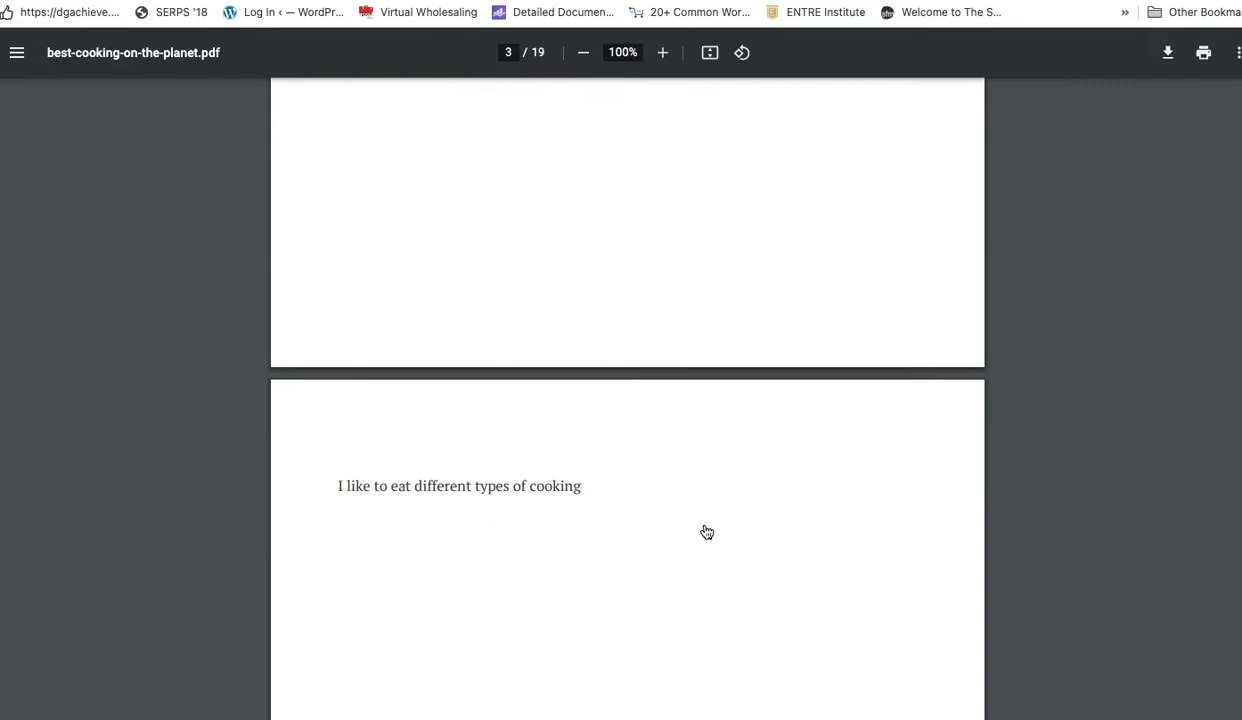 https://dgachieve.... SERPS '18 Log In ‹ — WordPr... Virtual Wholesaling Detailed Documen... 20+ Common Wor... ENTRE Institute sfm Welcome to The S... » Other Bookma
best-cooking-on-the-planet.pdf 3 / 19 100%
I like to eat different types of cooking